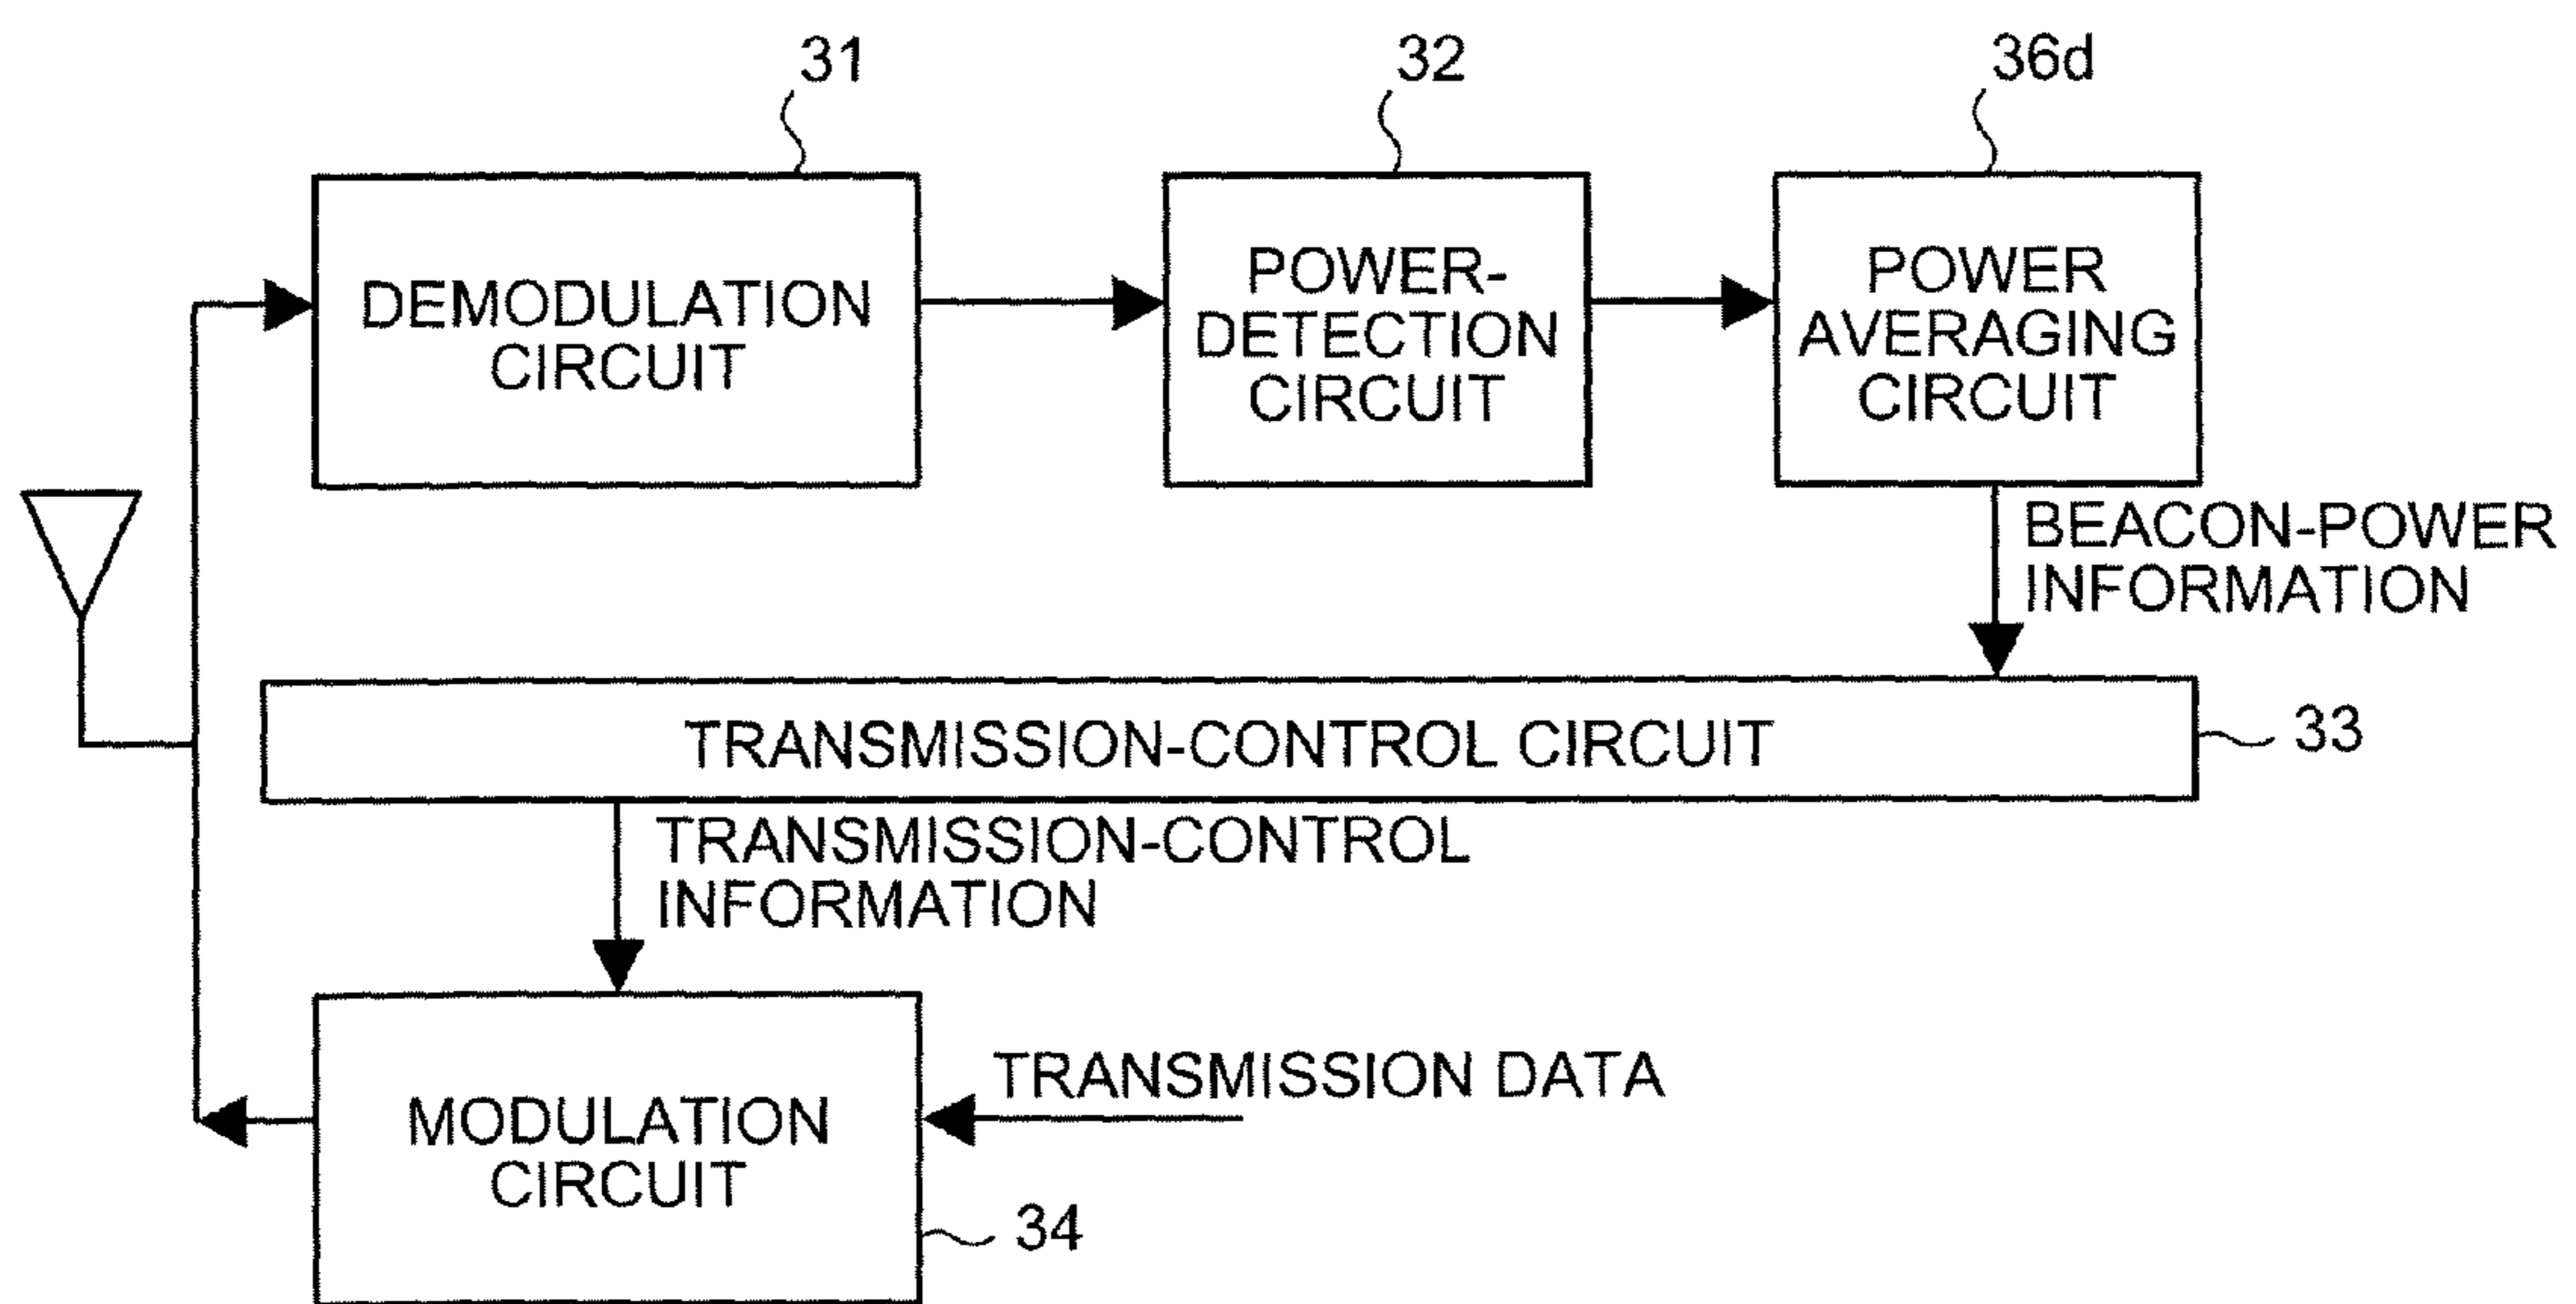 31
32
36d
DEMODULATION
CIRCUIT
POWER-
DETECTION
CIRCUIT
POWER
AVERAGING
CIRCUIT
BEACON-POWER
INFORMATION
TRANSMISSION-CONTROL CIRCUIT
33
TRANSMISSION-CONTROL
INFORMATION
TRANSMISSION DATA
MODULATION
CIRCUIT
34